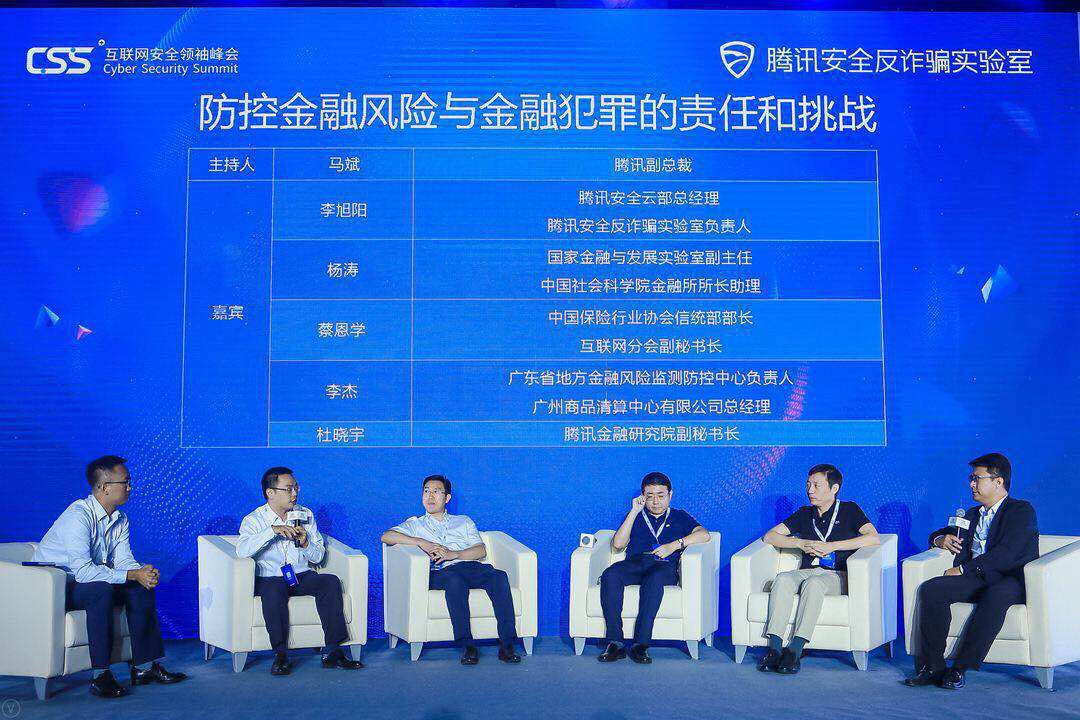 CSS 互联网安全领袖峰会
Cyber Security Summit
腾讯安全反诈骗实验室
防控金融风险与金融犯罪的责任和挑战
主持人 马斌 腾讯副总裁
嘉宾
李旭阳 腾讯安全云部总经理
腾讯安全反诈骗实验室负责人
杨涛 国家金融与发展实验室副主任
中国社会科学院金融所所长助理
蔡恩学 中国保险行业协会信统部部长
互联网分会副秘书长
李杰 广东省地方金融风险监测防控中心负责人
广州商品清算中心有限公司总经理
杜晓宇 腾讯金融研究院副秘书长
V